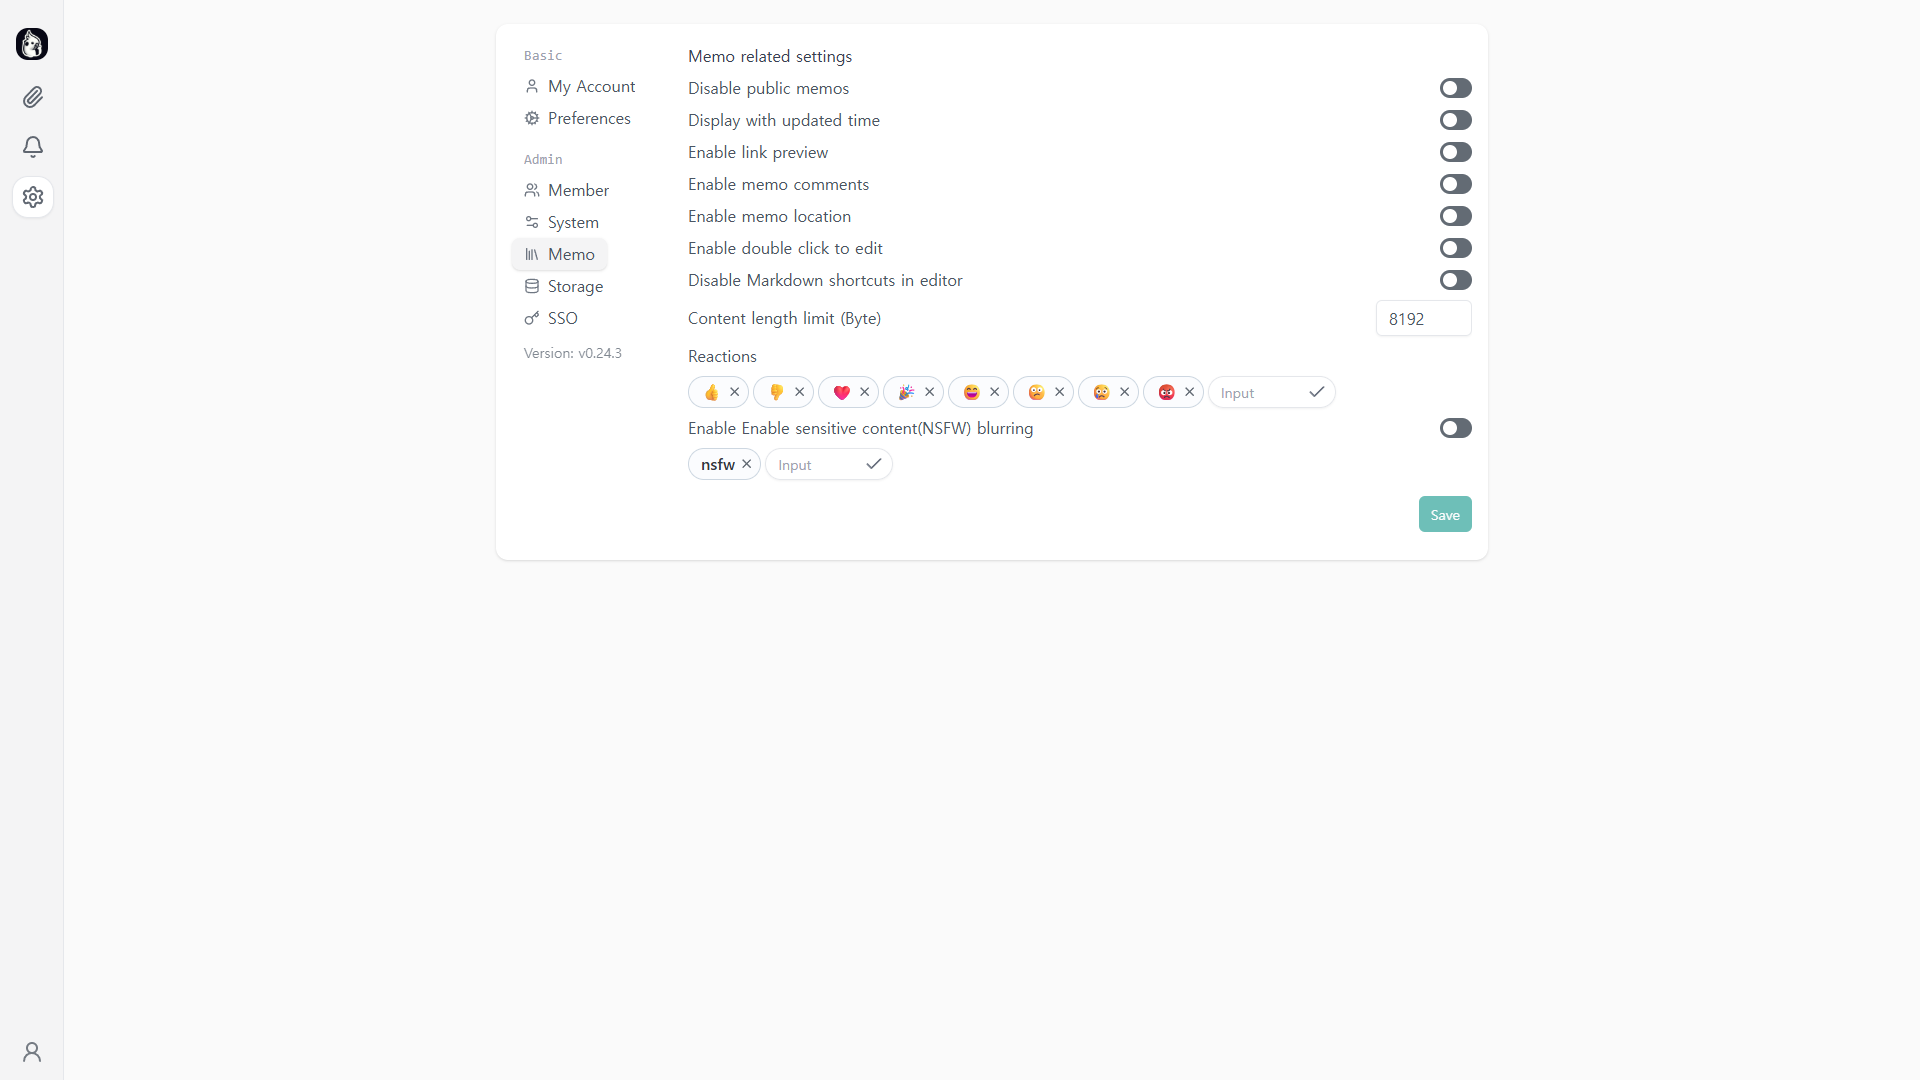 Basic
My Account
Preferences
Admin
Member
System
Memo
Storage
SSO
Version: v0.24.3
Memo related settings
Disable public memos
Display with updated time
Enable link preview
Enable memo comments
Enable memo location
Enable double click to edit
Disable Markdown shortcuts in editor
Content length limit (Byte)
8192
Reactions
Input
Enable Enable sensitive content(NSFW) blurring
nsfw Input
Save